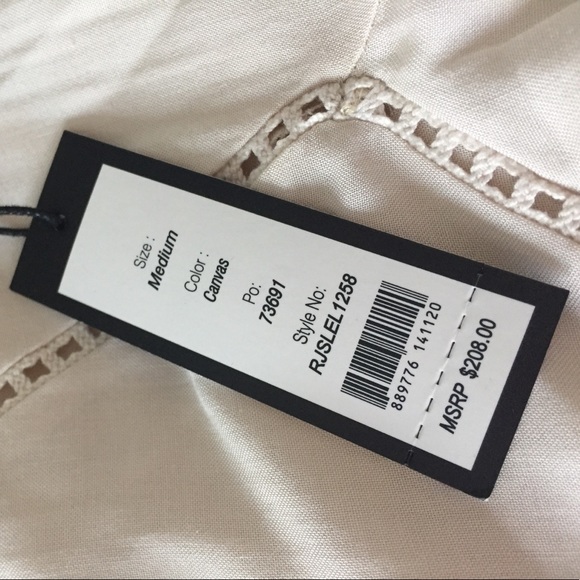 Size :
Medium
Color :
Canvas
Po:
73691
Style No:
RJSLEL1258
889776 141120
MSRP $208.00